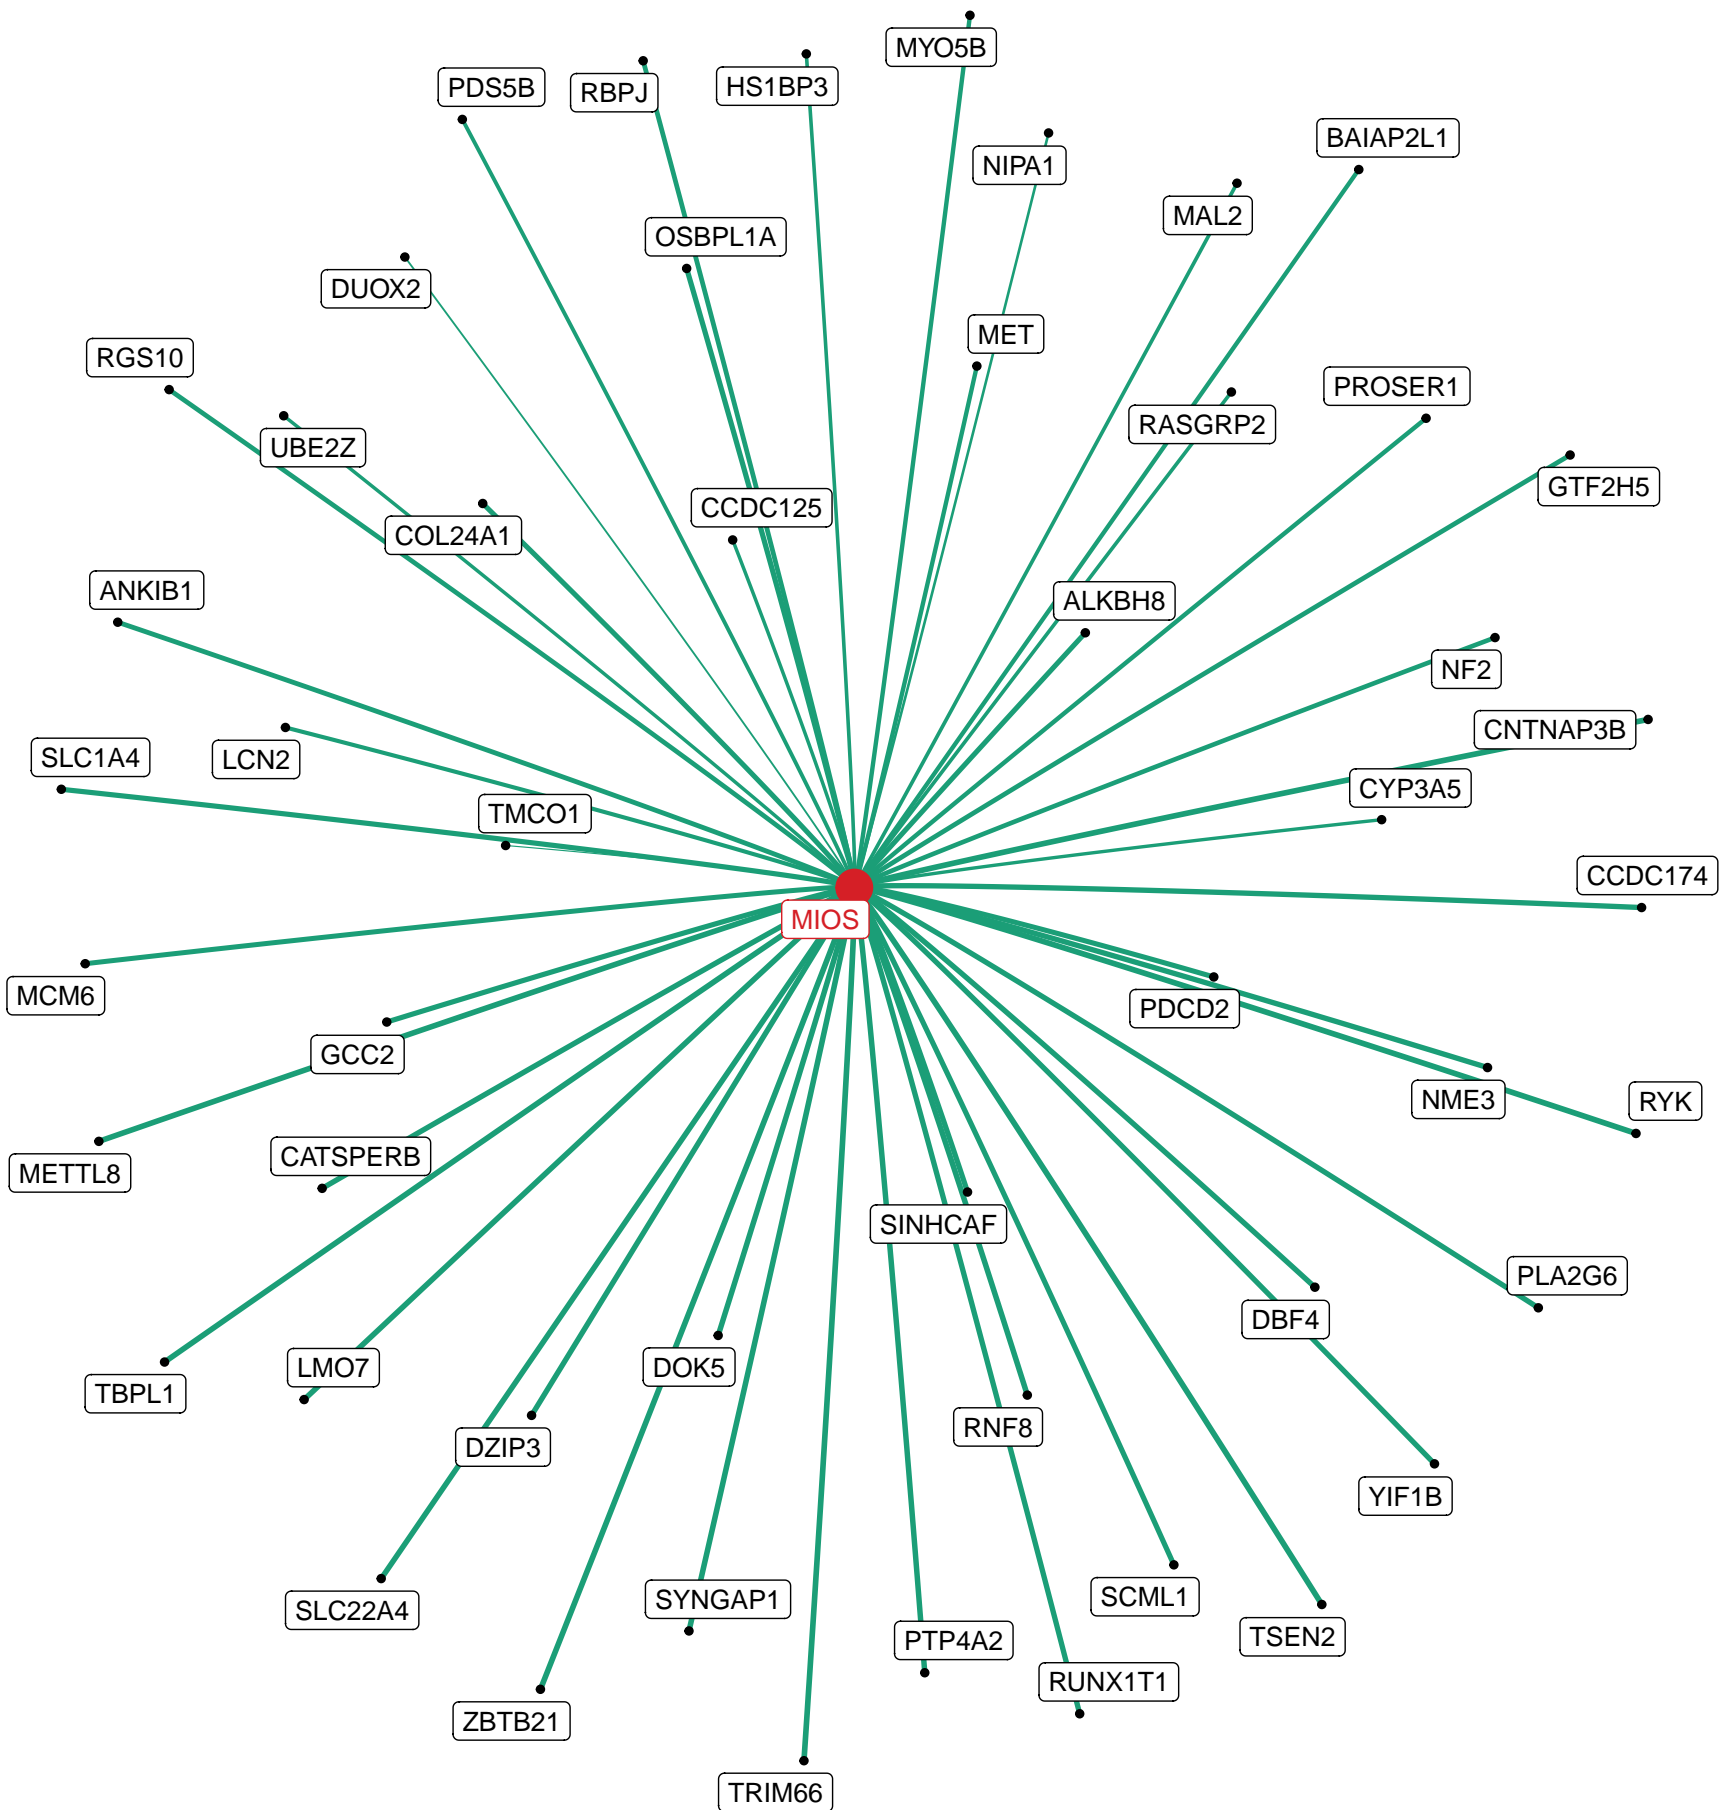 MYO5B
PDS5B
RBPJ
HS1BP3
BAIAP2L1
NIPA1
MAL2
OSBPL1A
DUOX2
MET
RGS10
PROSER1
RASGRP2
UBE2Z
GTF2H5
CCDC125
COL24A1
ANKIB1
ALKBH8
NF2
CNTNAP3B
SLC1A4
LCN2
CYP3A5
TMCO1
CCDC174
MIOS
MCM6
PDCD2
GCC2
NME3
RYK
CATSPERB
METTL8
SINHCAF
PLA2G6
DBF4
LMO7
DOK5
TBPL1
RNF8
DZIP3
YIF1B
SCML1
SYNGAP1
SLC22A4
TSEN2
PTP4A2
RUNX1T1
ZBTB21
TRIM66